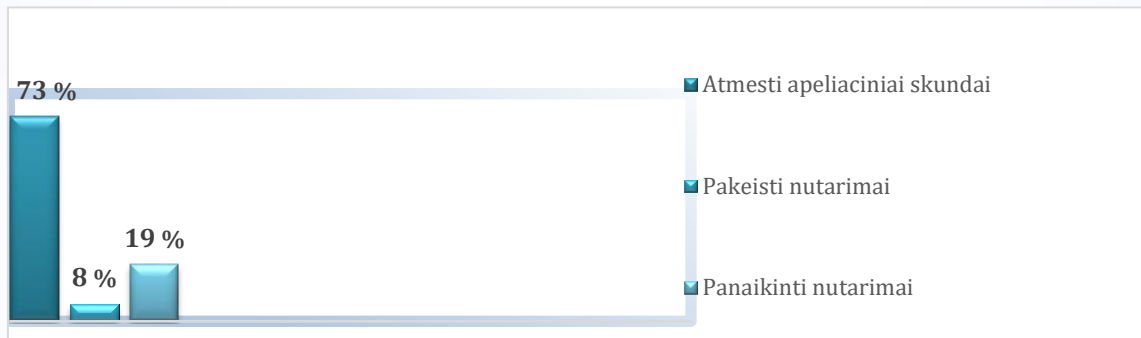 73 %
8 %
19 %
Atmesti apeliaciniai skundai
Pakeisti nutarimai
Panaikinti nutarimai